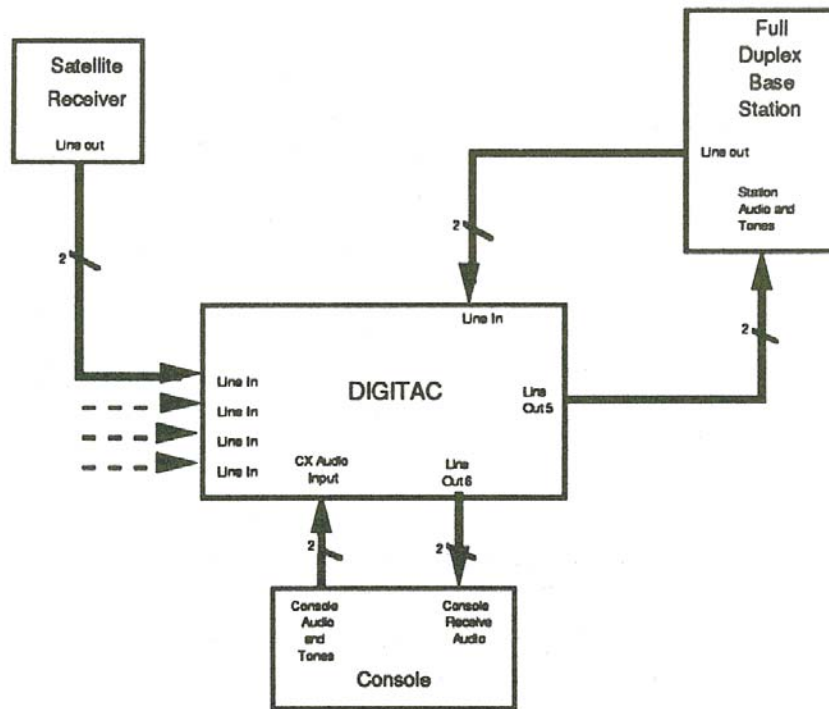 Satellite
Receiver
Line out
Full
Duplex
Base
Station
Line out
Station
Audio and
Tones
2
2
2
Line In
Line In
Line In
Line In
Line In
DIGITAC
Line
Out 5
CX Audio
Input
Line
Out 6
2
2
Console
Audio
and
Tones
Console
Receive
Audio
Console